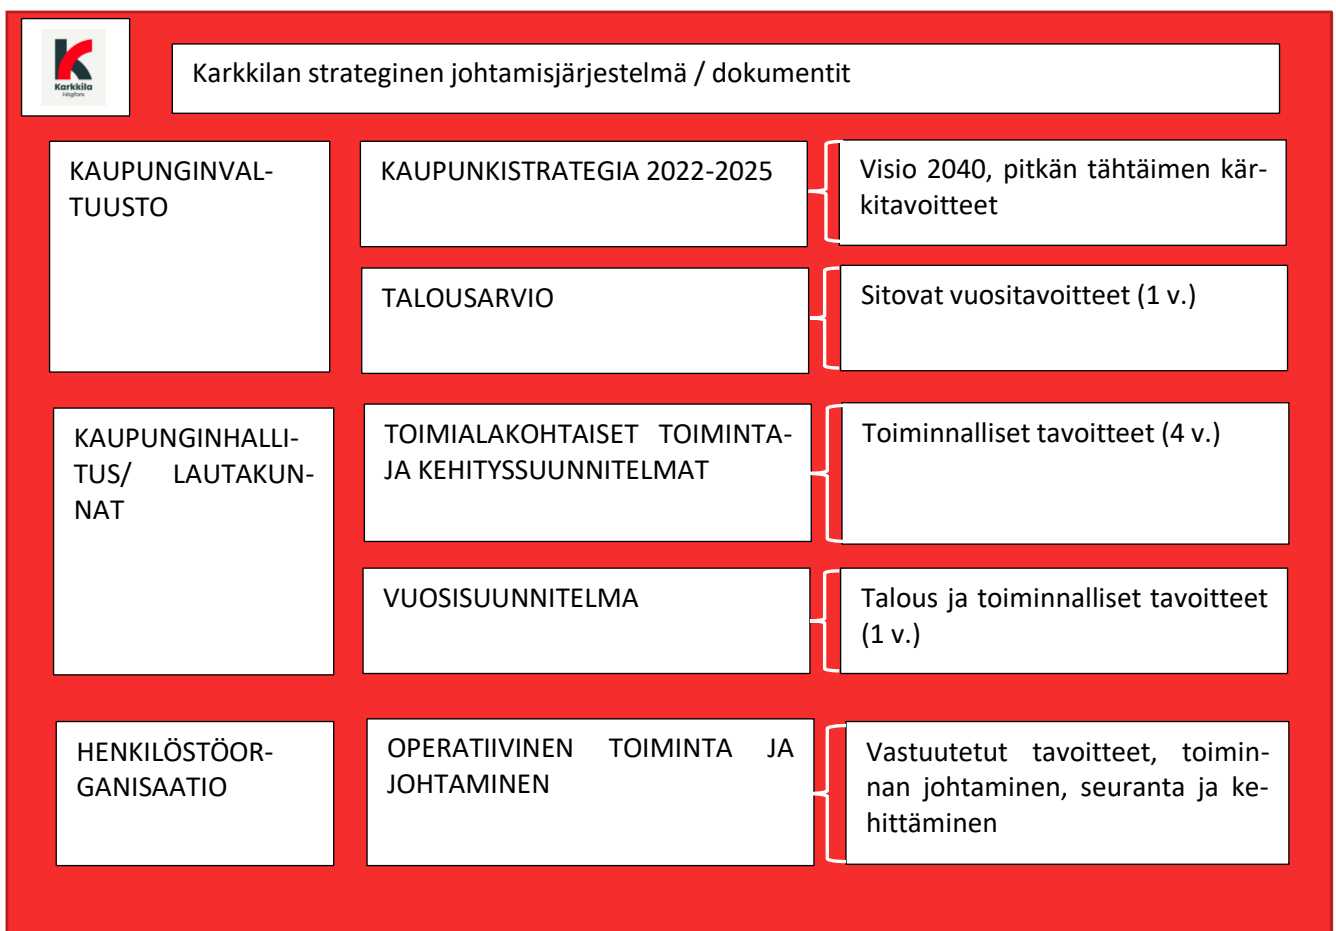 Karkkila
Högfors
Karkkilan strateginen johtamisjärjestelmä / dokumentit
KAUPUNGINVAL-
TUUSTO
KAUPUNKISTRATEGIA 2022-2025
Visio 2040, pitkän tähtäimen kär-
kitavoitteet
TALOUSARVIO
Sitovat vuositavoitteet (1 v.)
KAUPUNGINHALLI-
TUS/ LAUTAKUN-
NAT
TOIMIALAKOHTAISET TOIMINTA-
JA KEHITYSSUUNNITELMAT
Toiminnalliset tavoitteet (4 v.)
VUOSISUUNNITELMA
Talous ja toiminnalliset tavoitteet
(1 v.)
HENKILÖSTÖOR-
GANISAATIO
OPERATIIVINEN TOIMINTA JA
JOHTAMINEN
Vastuutetut tavoitteet, toimin-
nan johtaminen, seuranta ja ke-
hittäminen